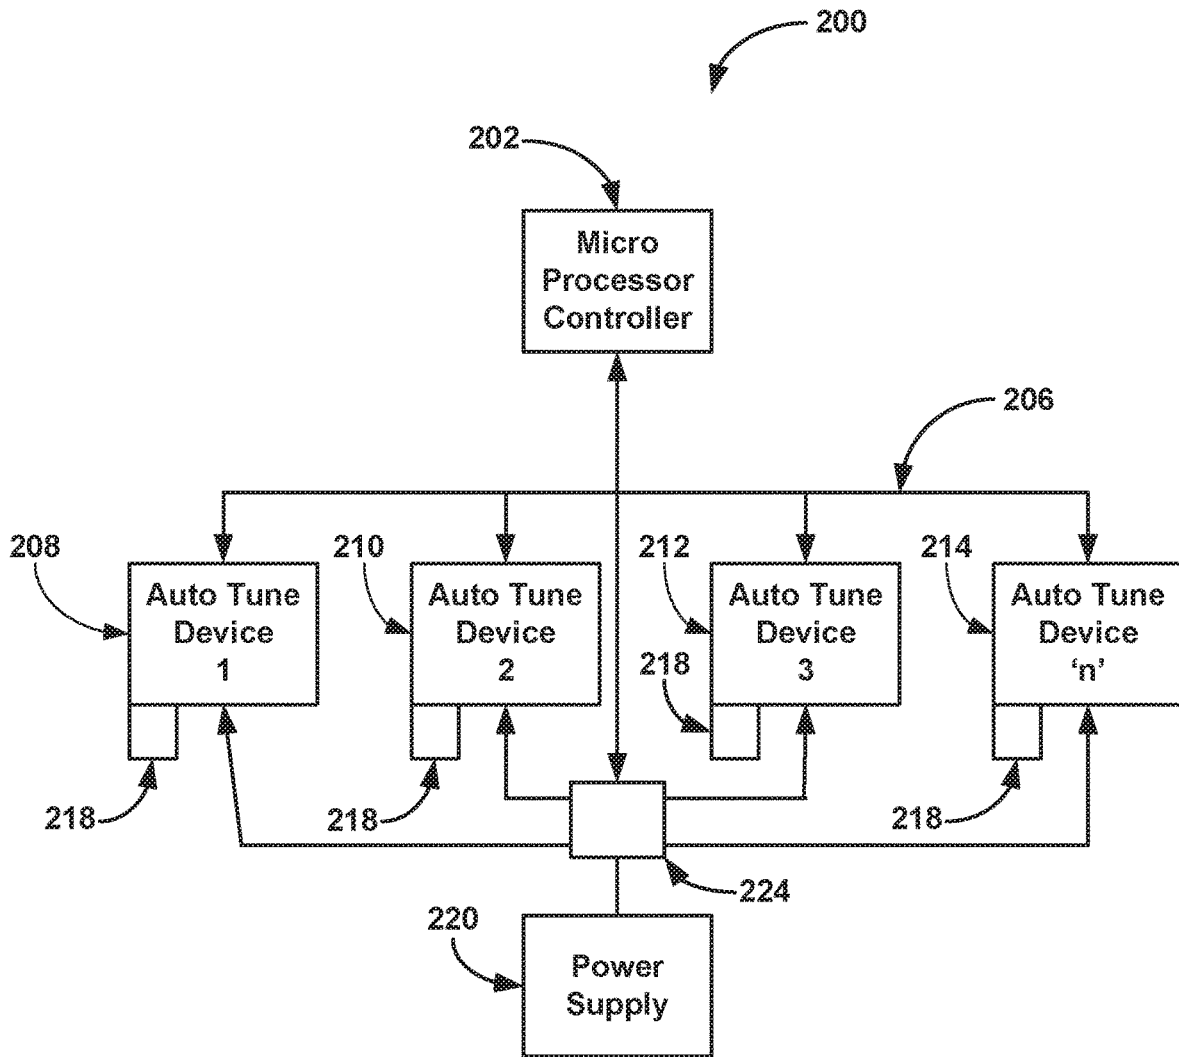 200
202
Micro
Processor
Controller
206
208
210
212
214
Auto Tune
Device
1
Auto Tune
Device
2
Auto Tune
Device
3
Auto Tune
Device
‘n’
218
218
218
218
224
220
Power
Supply